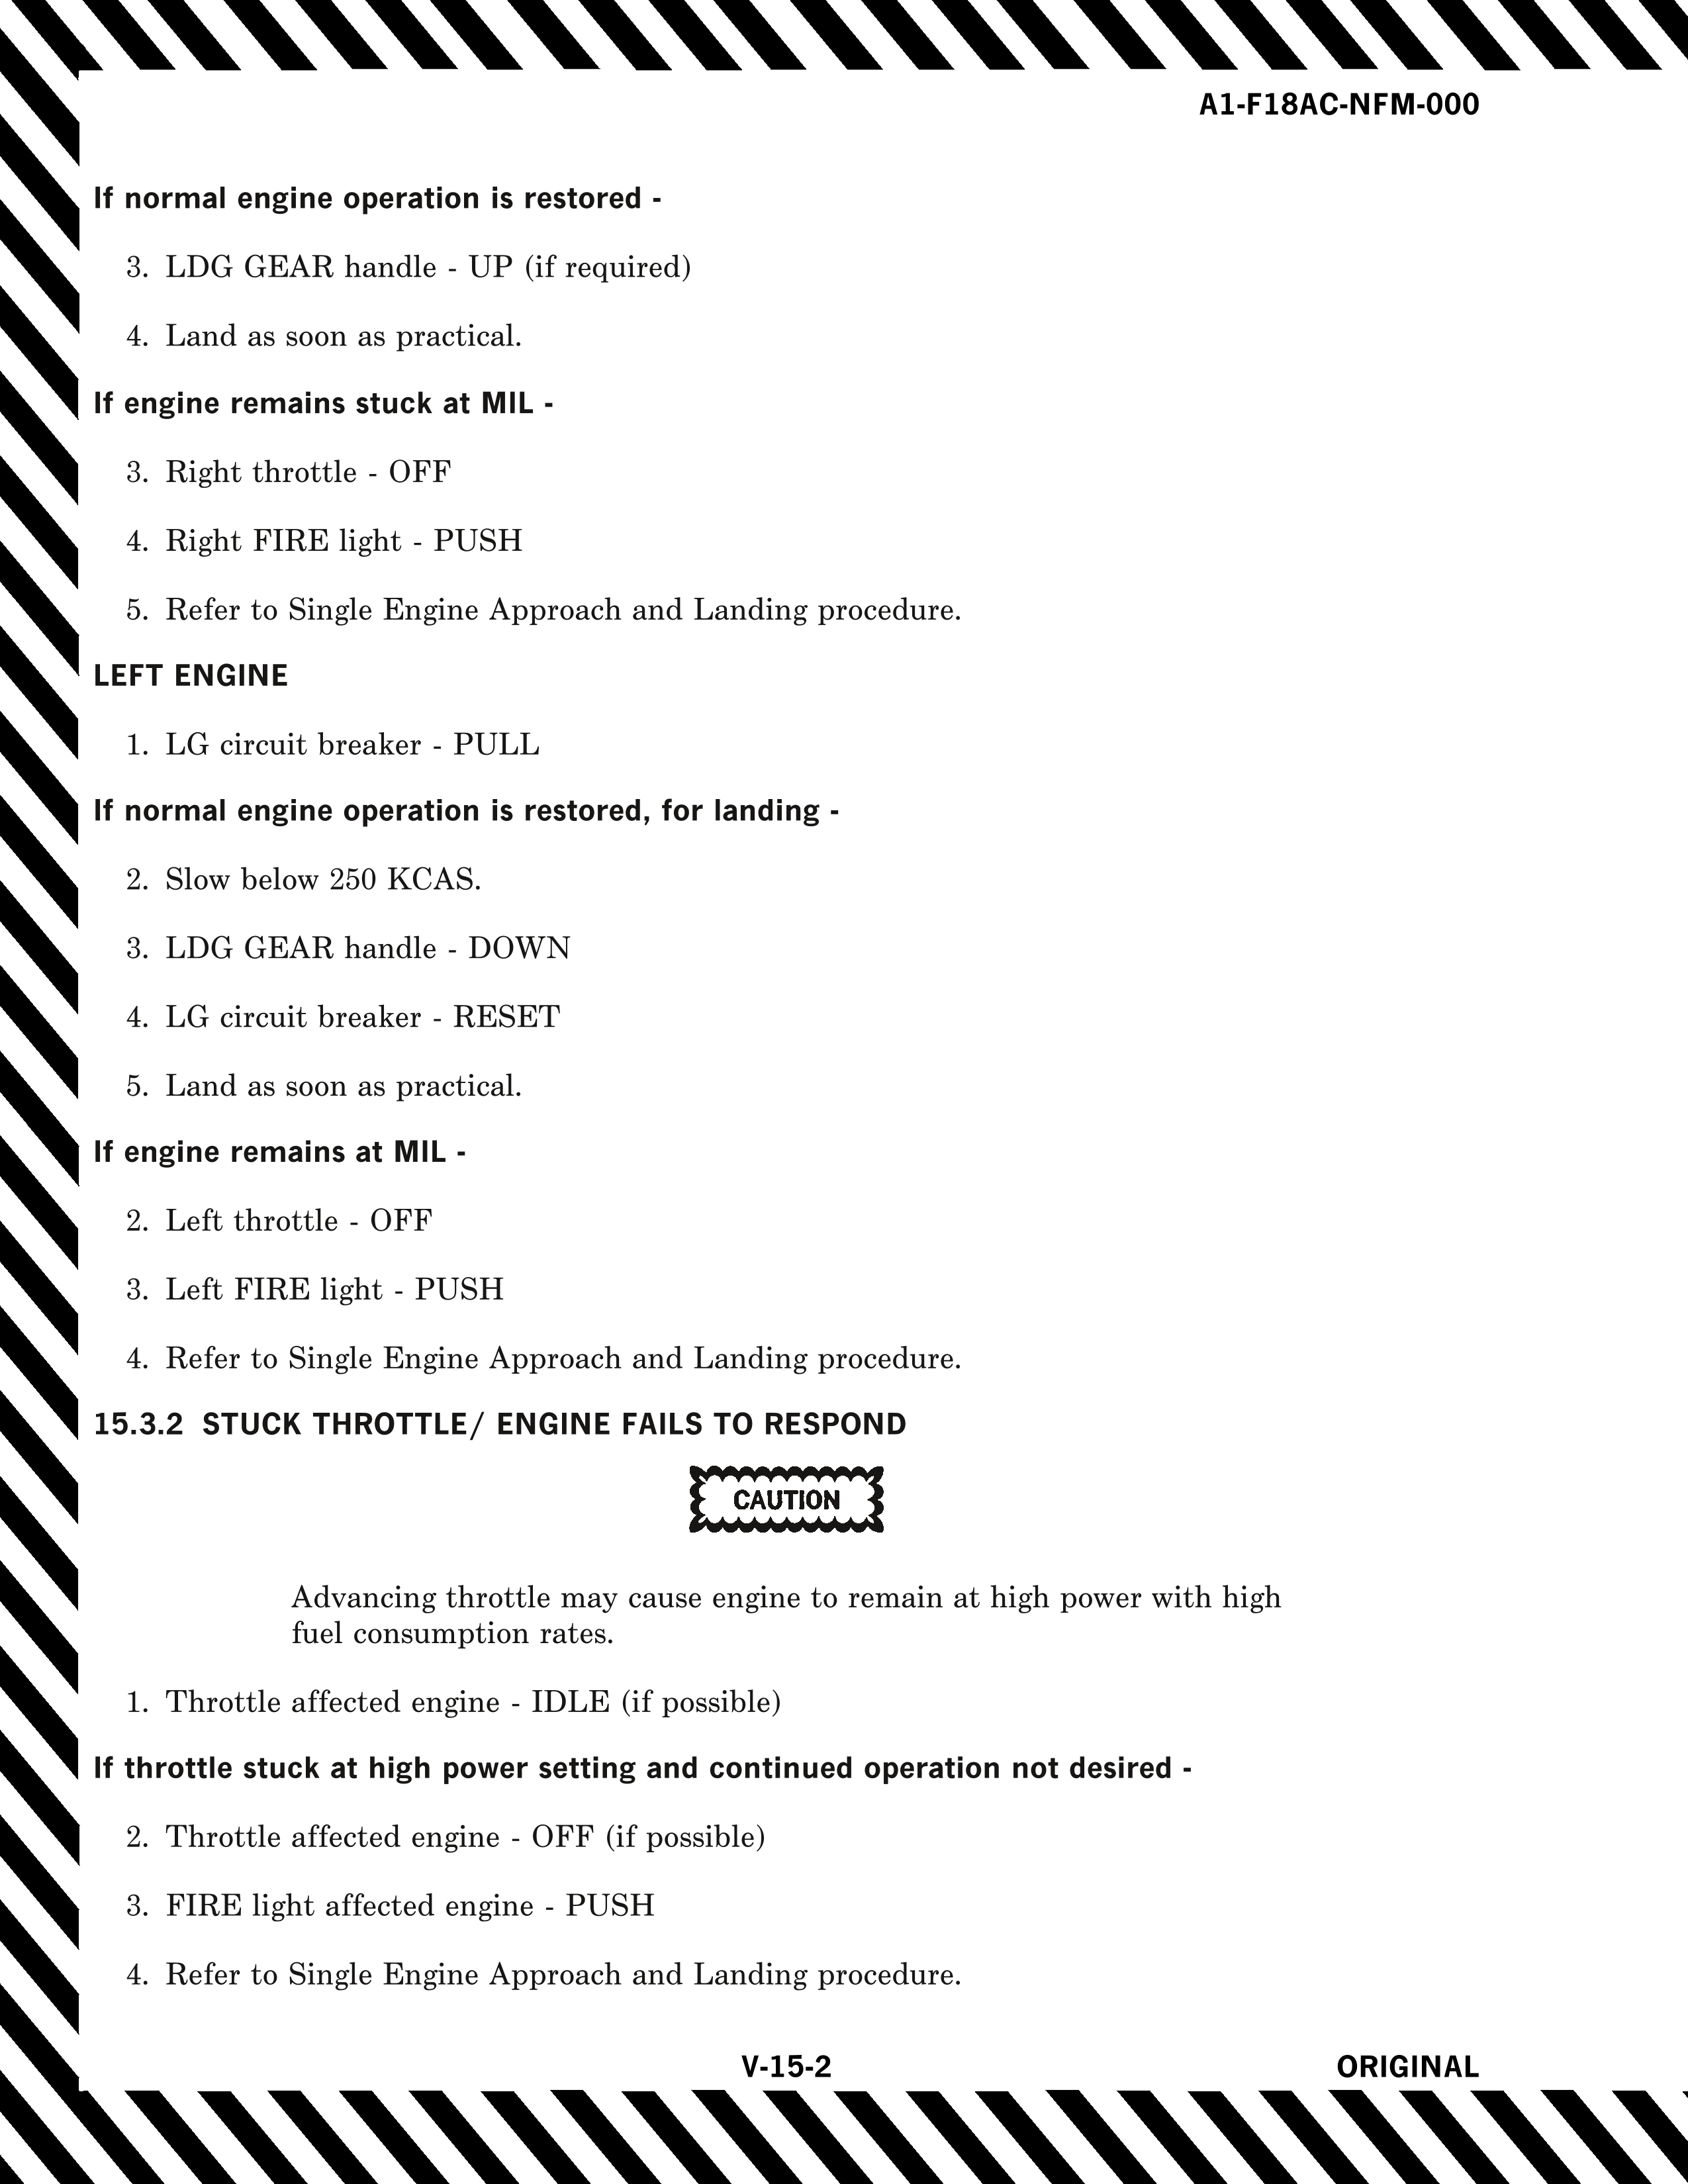 A1-F18AC-NFM-000
If normal engine operation is restored -
3. LDG GEAR handle - UP (if required)
4. Land as soon as practical.
If engine remains stuck at MIL -
3. Right throttle - OFF
4. Right FIRE light - PUSH
5. Refer to Single Engine Approach and Landing procedure.
LEFT ENGINE
1. LG circuit breaker - PULL
If normal engine operation is restored, for landing -
2. Slow below 250 KCAS.
3. LDG GEAR handle - DOWN
4. LG circuit breaker - RESET
5. Land as soon as practical.
If engine remains at MIL -
2. Left throttle - OFF
3. Left FIRE light - PUSH
4. Refer to Single Engine Approach and Landing procedure.
15.3.2 STUCK THROTTLE/ ENGINE FAILS TO RESPOND
CAUTION
Advancing throttle may cause engine to remain at high power with high
fuel consumption rates.
1. Throttle affected engine - IDLE (if possible)
If throttle stuck at high power setting and continued operation not desired -
2. Throttle affected engine - OFF (if possible)
3. FIRE light affected engine - PUSH
4. Refer to Single Engine Approach and Landing procedure.
V-15-2
ORIGINAL